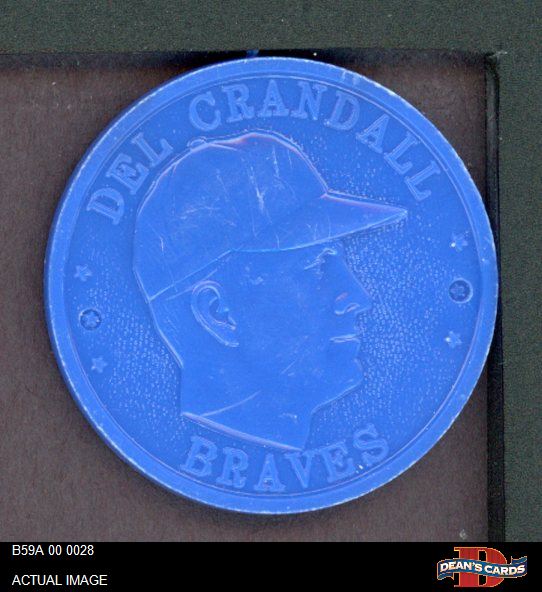 DEL CRANDALL
BRAVES
B59A 00 0028
ACTUAL IMAGE
D
DEAN'S CARDS